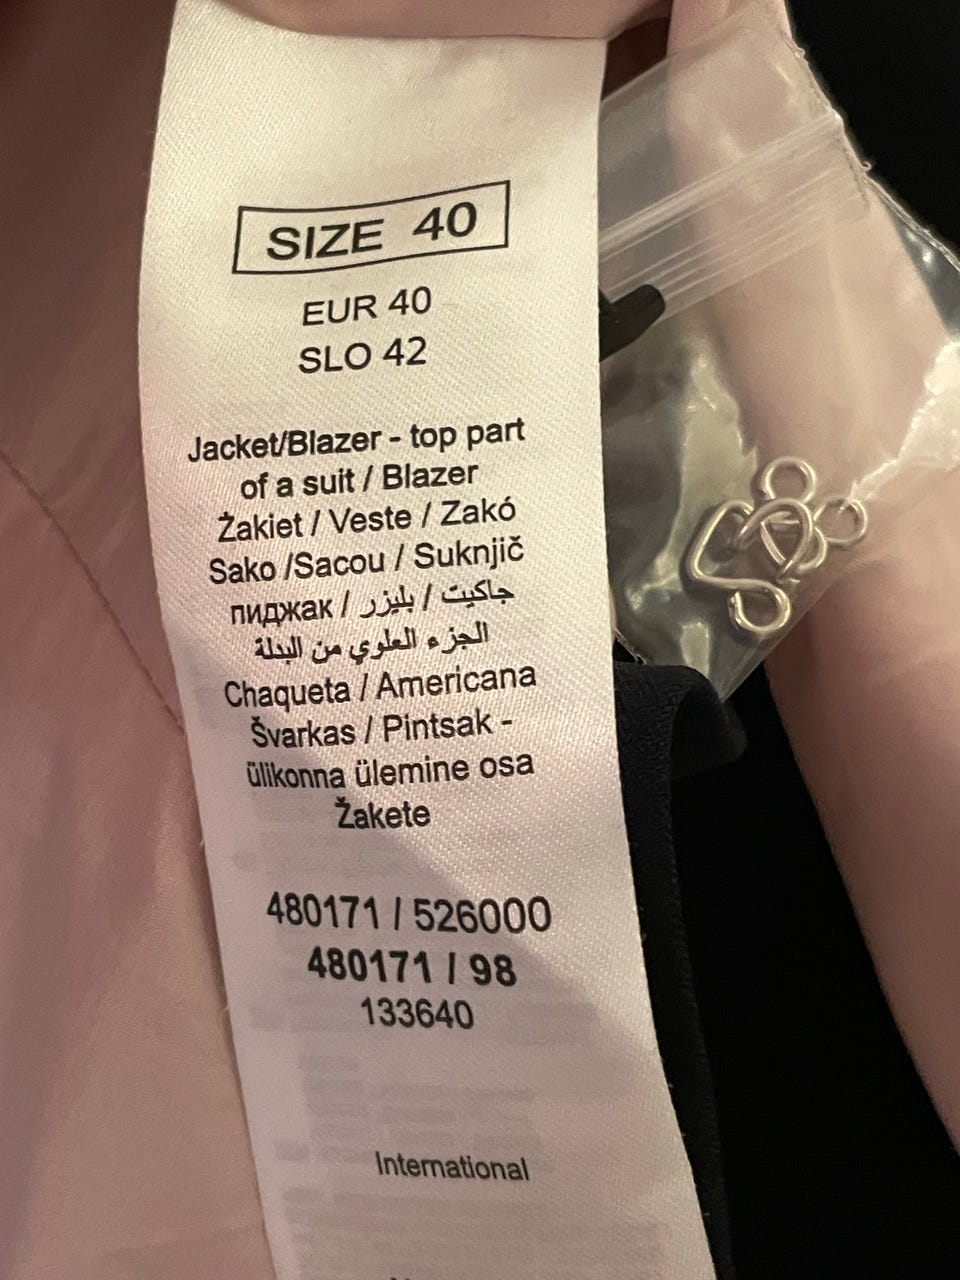 SIZE 40
EUR 40
SLO 42
Jacket/Blazer - top part
of a suit / Blazer
Żakiet / Veste / Zakó
Sako /Sacou / Suknjič
пиджак / جاكيت / بليزر
الجزء العلوي من البدلة
Chaqueta / Americana
Švarkas / Pintsak -
ülikonna ülemine osa
Žakete
480171 / 526000
480171 / 98
133640
International